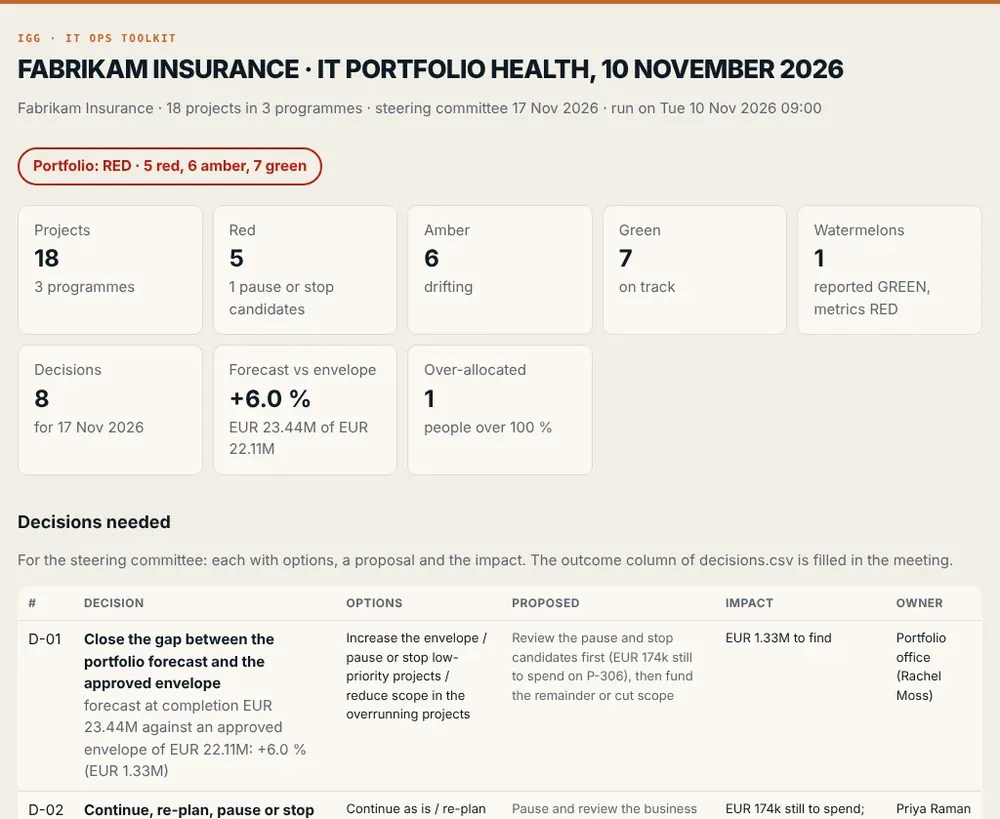 IGG · IT OPS TOOLKIT
FABRIKAM INSURANCE · IT PORTFOLIO HEALTH, 10 NOVEMBER 2026
Fabrikam Insurance · 18 projects in 3 programmes · steering committee 17 Nov 2026 · run on Tue 10 Nov 2026 09:00
Portfolio: RED · 5 red, 6 amber, 7 green
Projects
18
3 programmes
Red
5
1 pause or stop
candidates
Amber
6
drifting
Green
7
on track
Watermelons
1
reported GREEN,
metrics RED
Decisions
8
for 17 Nov 2026
Forecast vs envelope
+6.0 %
EUR 23.44M of EUR
22.11M
Over-allocated
1
people over 100 %
Decisions needed
For the steering committee: each with options, a proposal and the impact. The outcome column of decisions.csv is filled in the meeting.
# DECISION OPTIONS PROPOSED IMPACT OWNER
D-01
Close the gap between the
portfolio forecast and the
approved envelope
forecast at completion EUR
23.44M against an approved
envelope of EUR 22.11M: +6.0 %
(EUR 1.33M)
Increase the envelope /
pause or stop low-
priority projects /
reduce scope in the
overrunning projects
Review the pause and stop
candidates first (EUR 174k still
to spend on P-306), then fund
the remainder or cut scope
EUR 1.33M to find
Portfolio
office
(Rachel
Moss)
D-02
Continue, re-plan, pause or stop
Continue as is / re-plan
Pause and review the business
EUR 174k still to spend;
Priya Raman